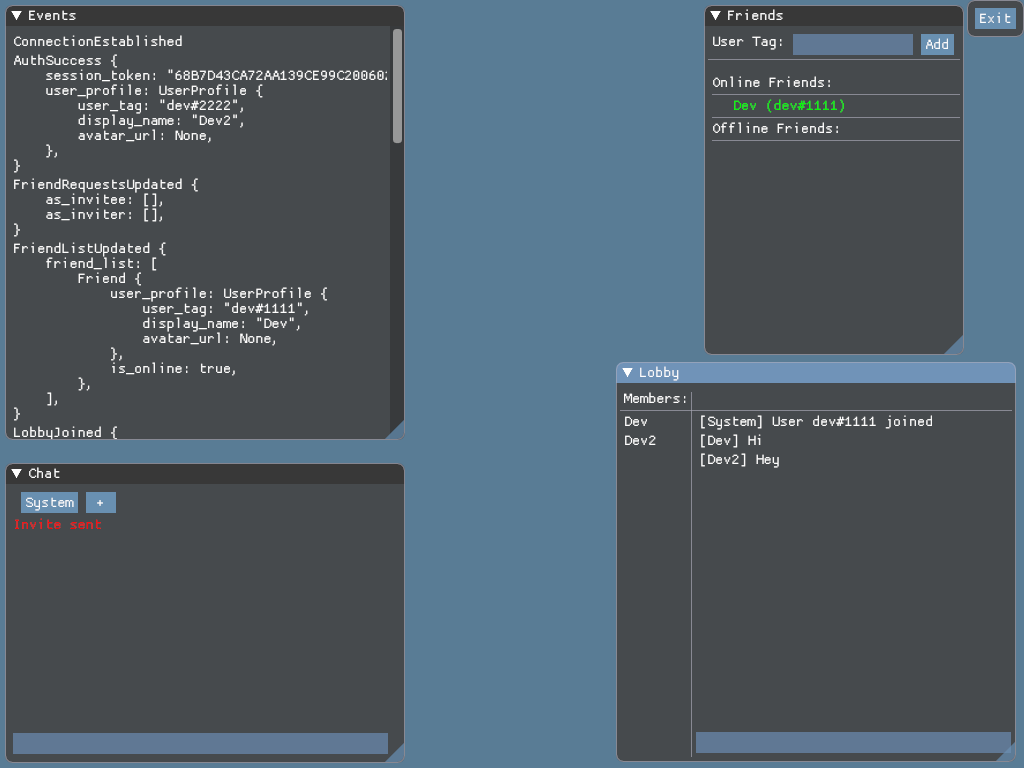 Events
ConnectionEstablished
AuthSuccess {
session_token: "68B7D43CA72AA139CE99C20060
user_profile: UserProfile {
user_tag: "dev#2222",
display_name: "Dev2",
avatar_url: None,
},
}
FriendRequestsUpdated {
as_invitee: [],
as_inviter: [],
}
FriendListUpdated {
friend_list: [
Friend {
user_profile: UserProfile {
user_tag: "dev#1111",
display_name: "Dev",
avatar_url: None,
},
is_online: true,
},
],
}
LobbyJoined {
Chat
System +
Invite sent
Friends
User Tag: Add
Online Friends:
Dev (dev#1111)
Offline Friends:
Exit
Lobby
Members:
Dev
Dev2
[System] User dev#1111 joined
[Dev] Hi
[Dev2] Hey